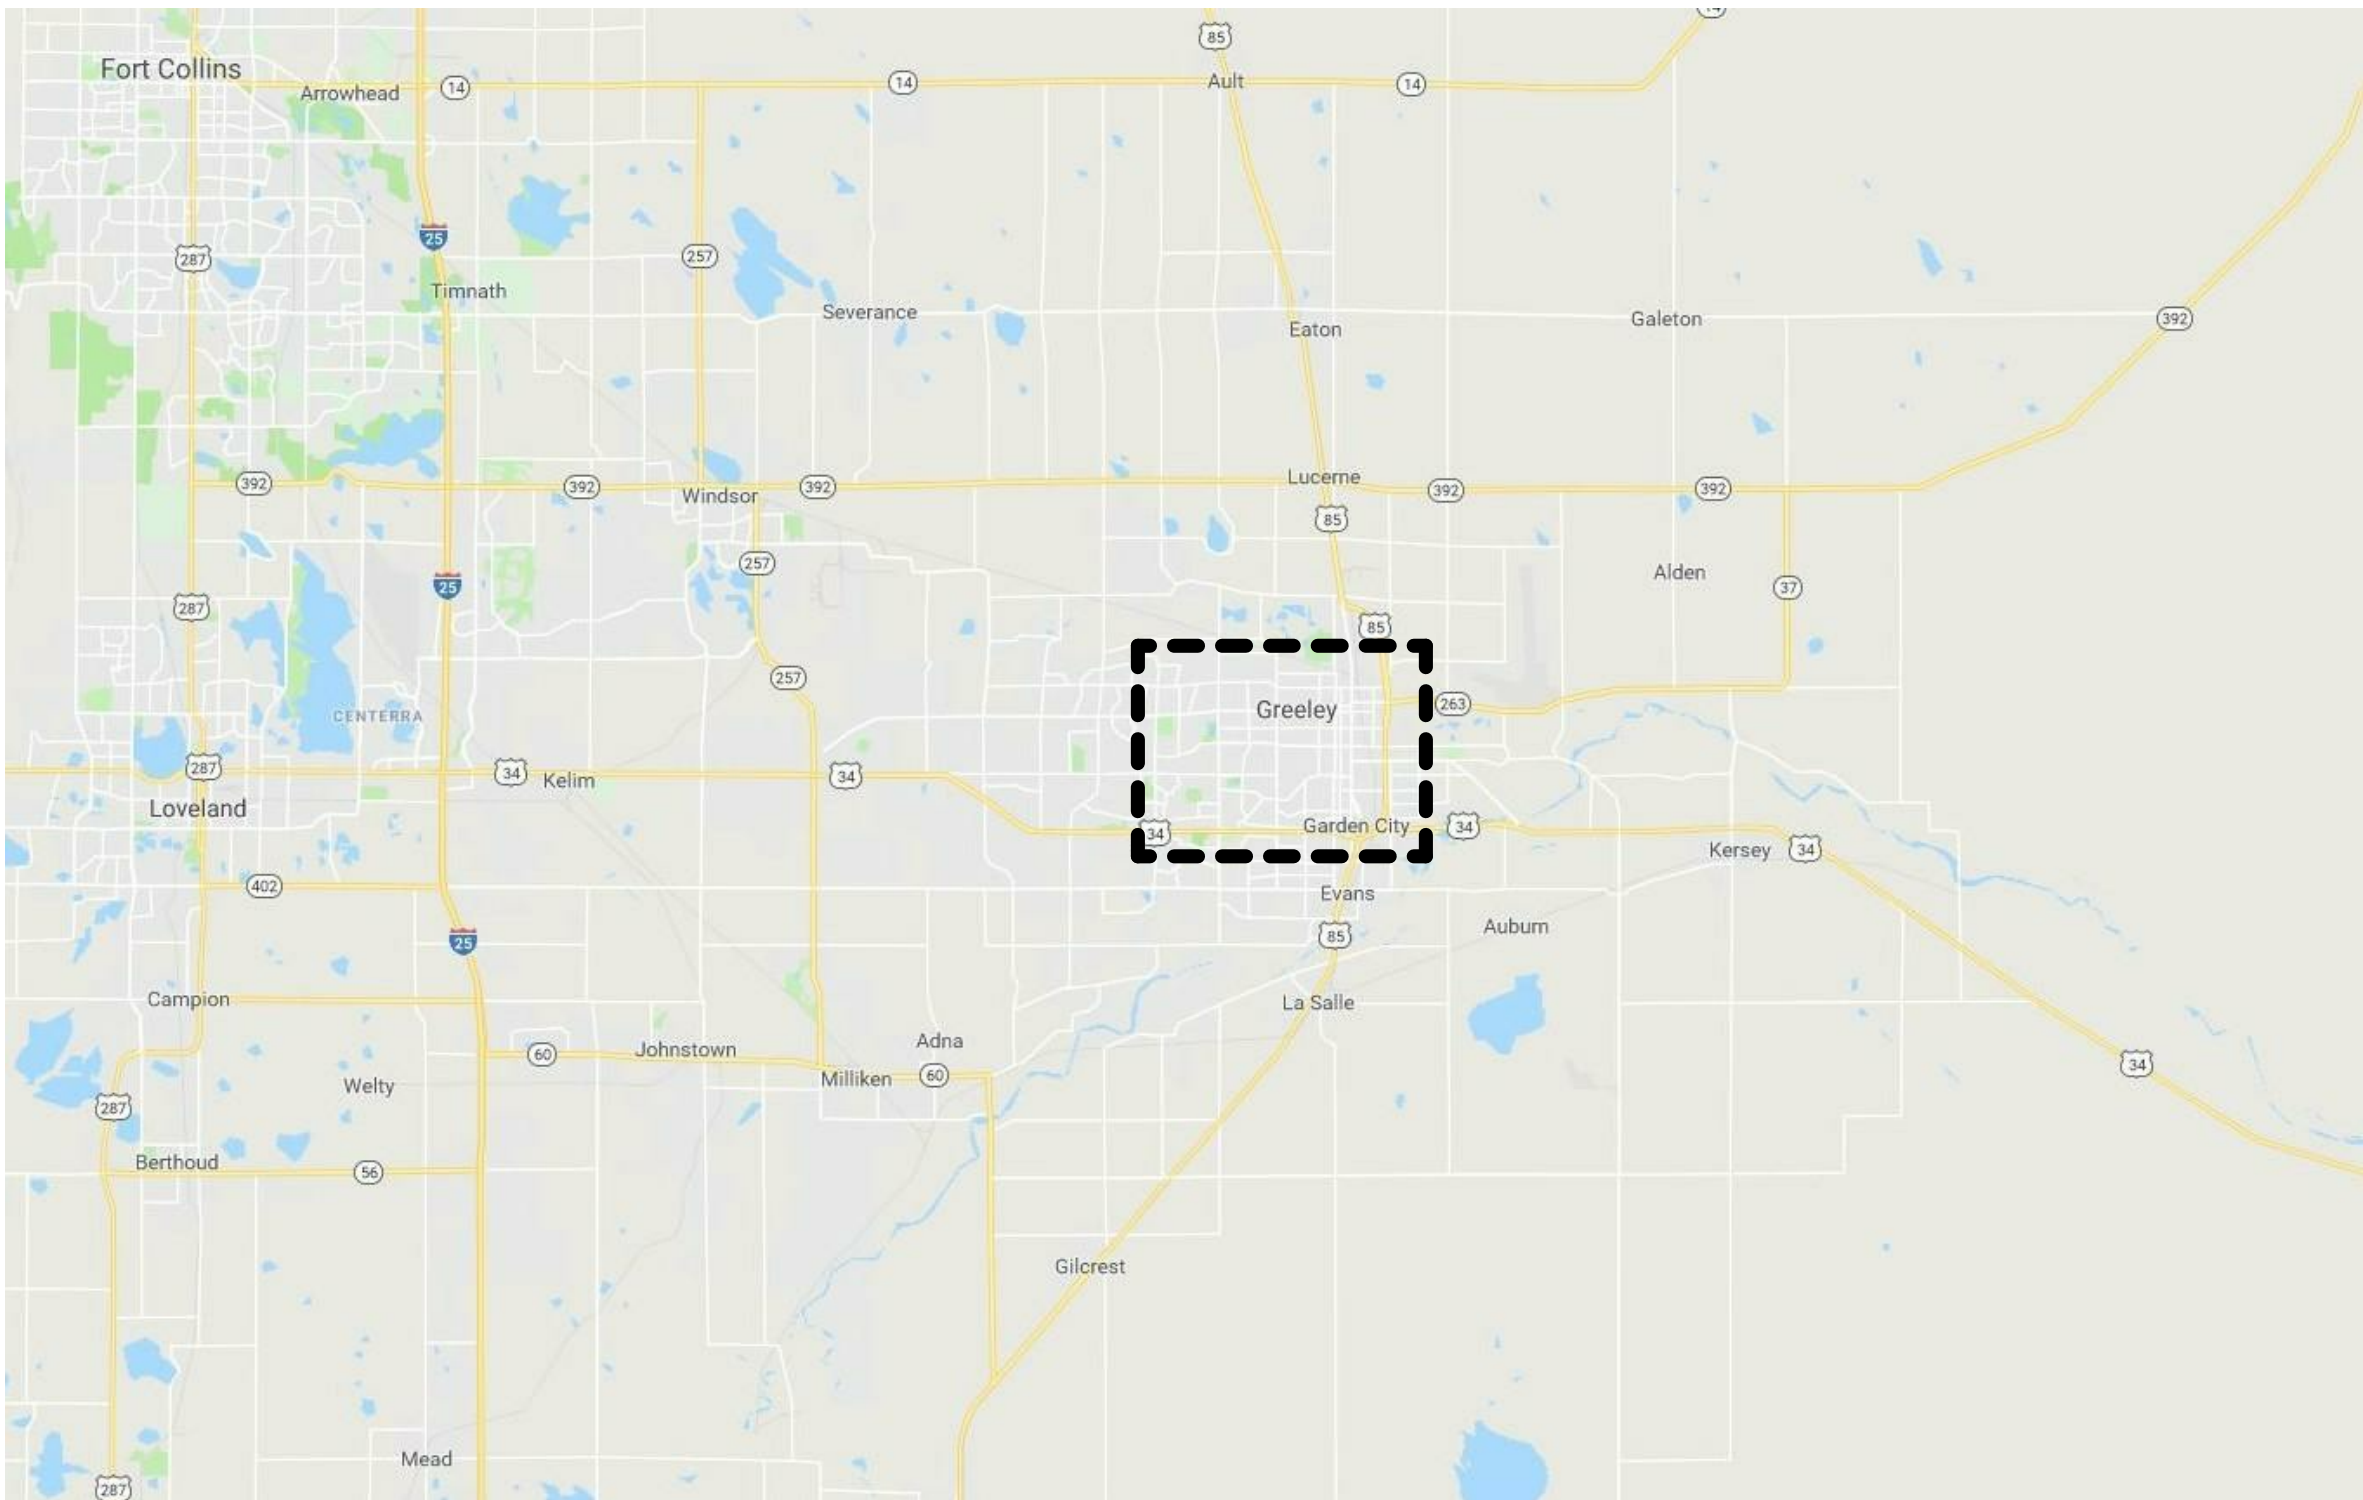 85
14
Fort Collins
Arrowhead
14
14
Ault
14
25
287
257
Timnath
Severance
Galeton
392
Eaton
392
392
Windsor
392
Lucerne
392
392
85
257
Alden
25
37
287
85
257
263
Greeley
CENTERRA
287
34
Kelim
34
Loveland
34
Garden City
34
Kersey
34
402
Evans
25
Auburn
85
Campion
La Salle
60
Johnstown
Adna
34
Welty
Milliken
60
287
Berthoud
56
Gilcrest
Mead
287